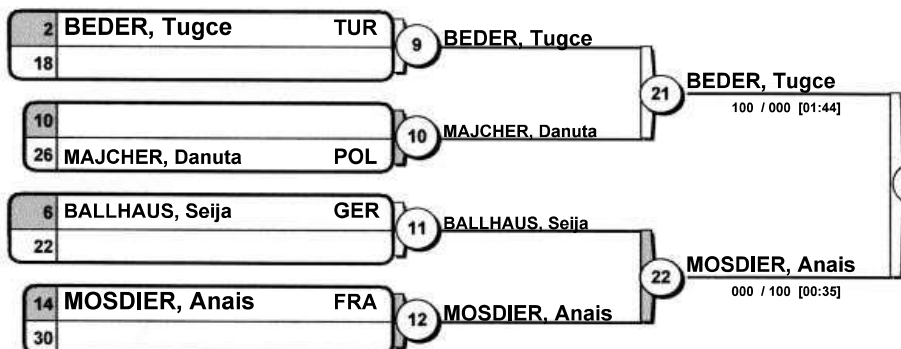 2 BEDER, Tugce TUR
18
9
BEDER, Tugce
10
26 MAJCHER, Danuta POL
10
MAJCHER, Danuta
21
BEDER, Tugce
100 / 000 [01:44]
6 BALLHAUS, Seija GER
22
11
BALLHAUS, Seija
14 MOSDIER, Anais FRA
30
12
MOSDIER, Anais
22
MOSDIER, Anais
000 / 100 [00:35]